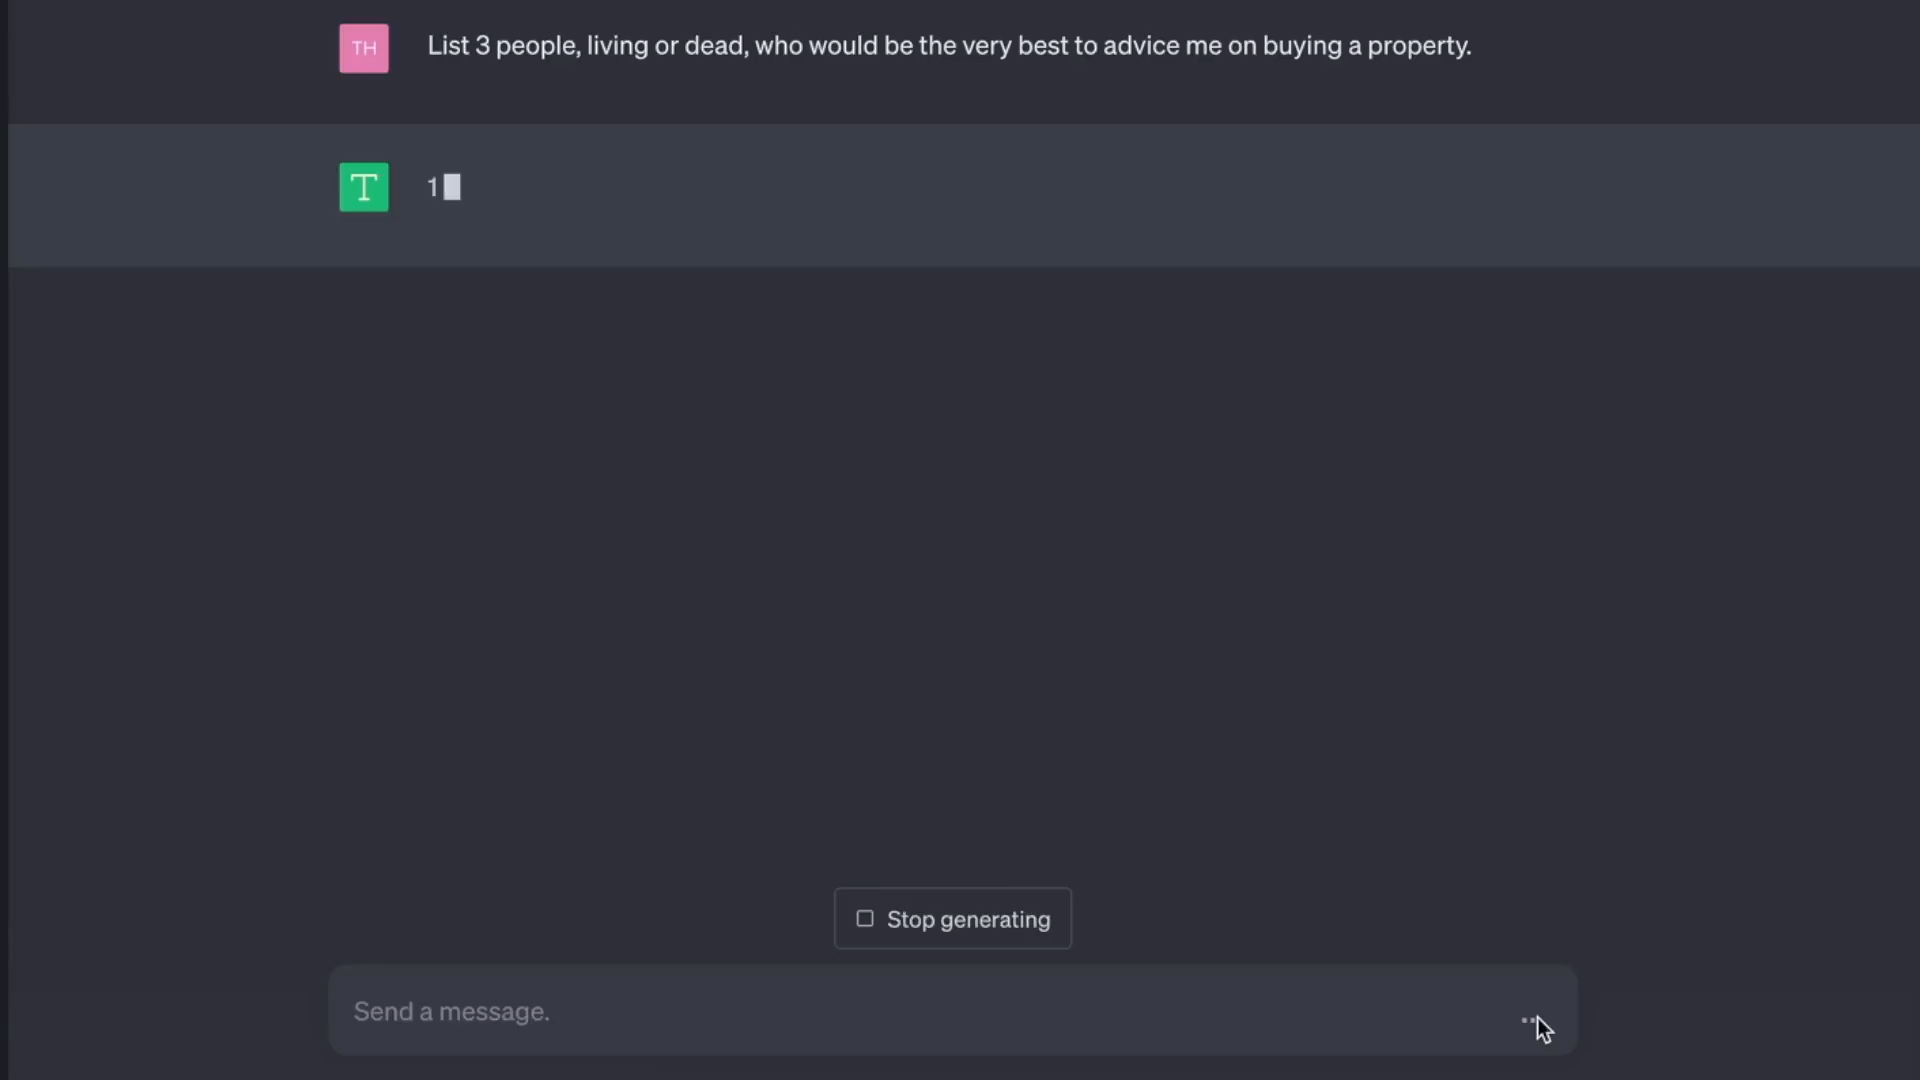 TH
List 3 people, living or dead, who would be the very best to advice me on buying a property.
T
1
Stop generating
Send a message.